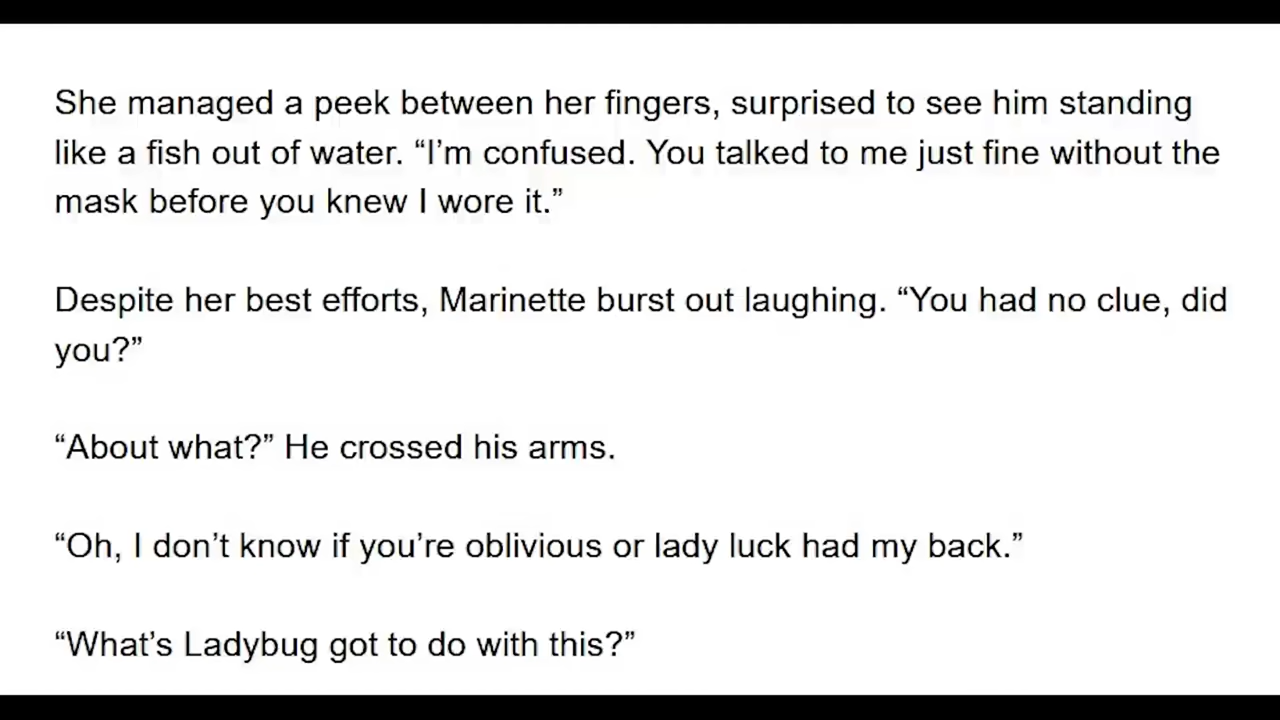 She managed a peek between her fingers, surprised to see him standing
like a fish out of water. “I’m confused. You talked to me just fine without the
mask before you knew I wore it.”
Despite her best efforts, Marinette burst out laughing. “You had no clue, did
you?”
“About what?” He crossed his arms.
“Oh, I don’t know if you’re oblivious or lady luck had my back.”
“What’s Ladybug got to do with this?”